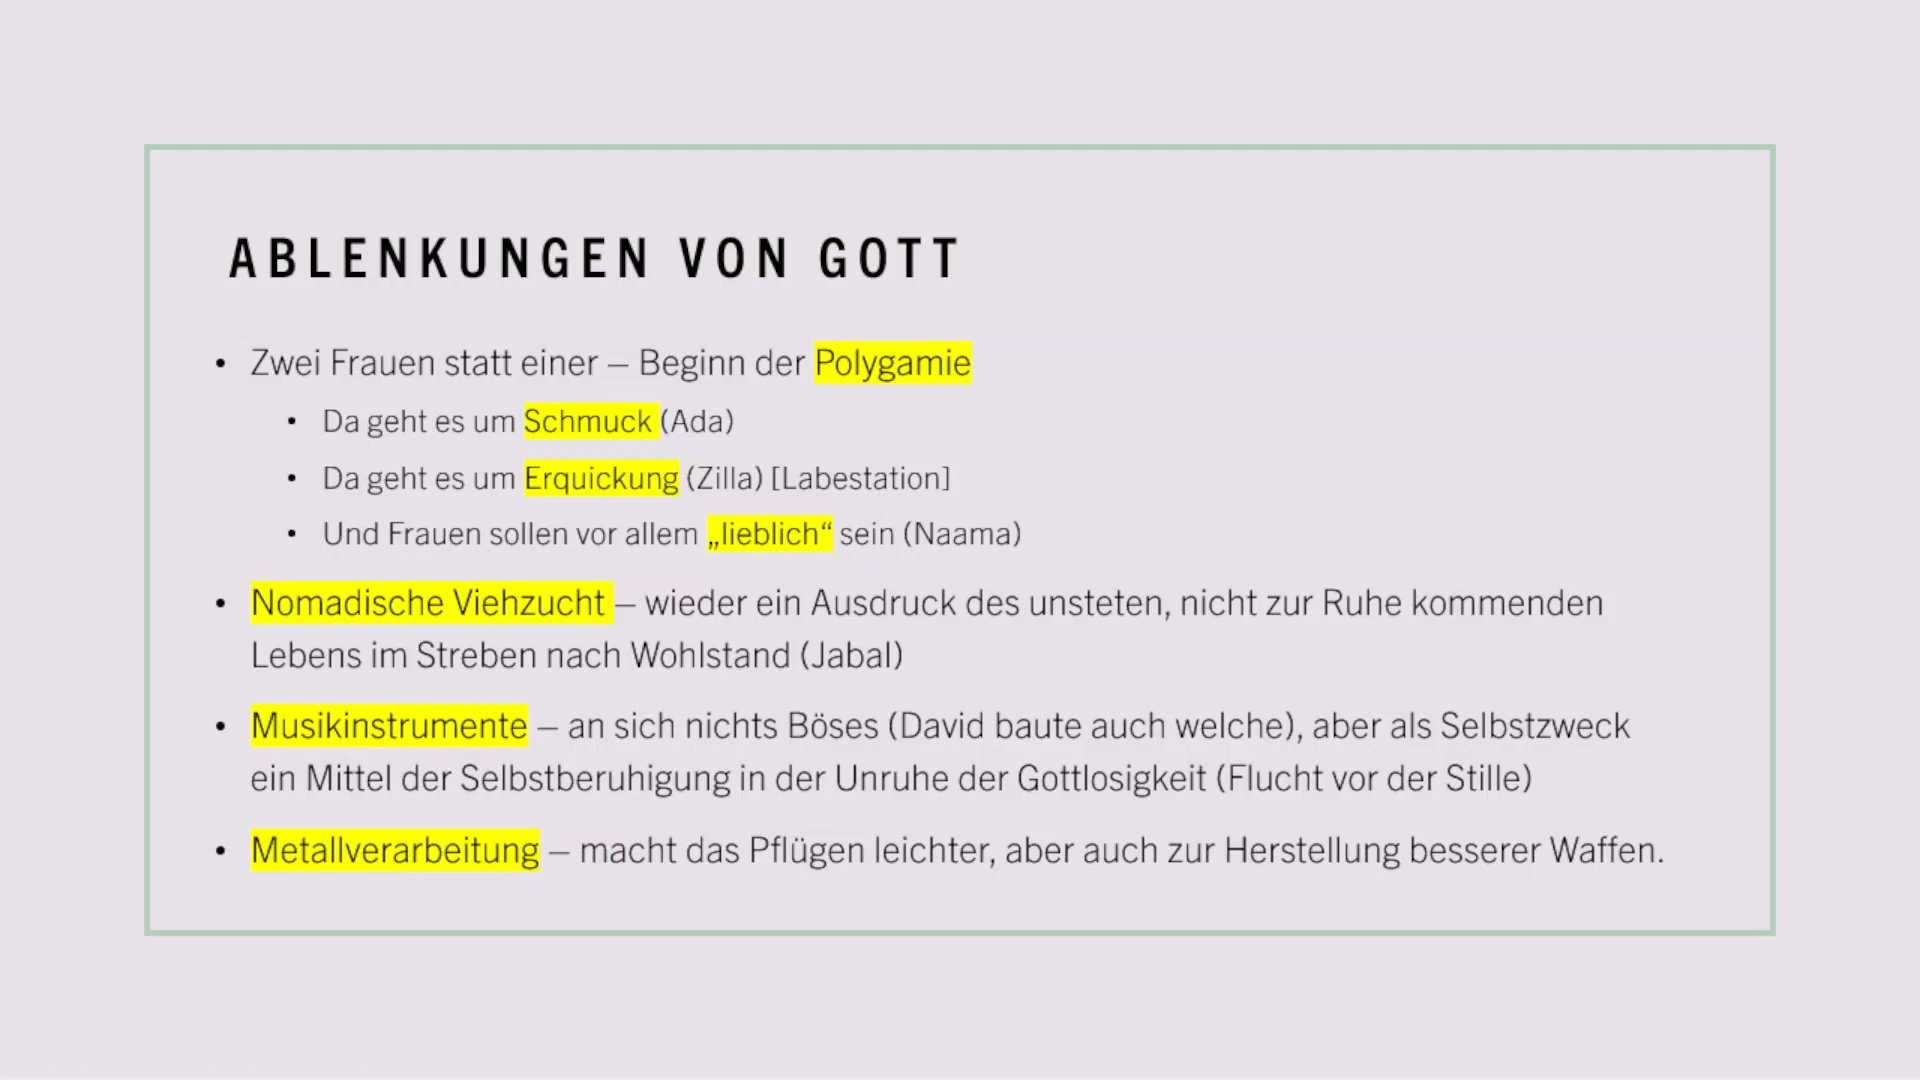 ABLENKUNGEN VON GOTT
• Zwei Frauen statt einer – Beginn der Polygamie
• Da geht es um Schmuck (Ada)
• Da geht es um Erquickung (Zilla) [Labestation]
• Und Frauen sollen vor allem „lieblich“ sein (Naama)
• Nomadische Viehzucht – wieder ein Ausdruck des unsteten, nicht zur Ruhe kommenden
Lebens im Streben nach Wohlstand (Jabal)
• Musikinstrumente – an sich nichts Böses (David baute auch welche), aber als Selbstzweck
ein Mittel der Selbstberuhigung in der Unruhe der Gottlosigkeit (Flucht vor der Stille)
• Metallverarbeitung – macht das Pflügen leichter, aber auch zur Herstellung besserer Waffen.